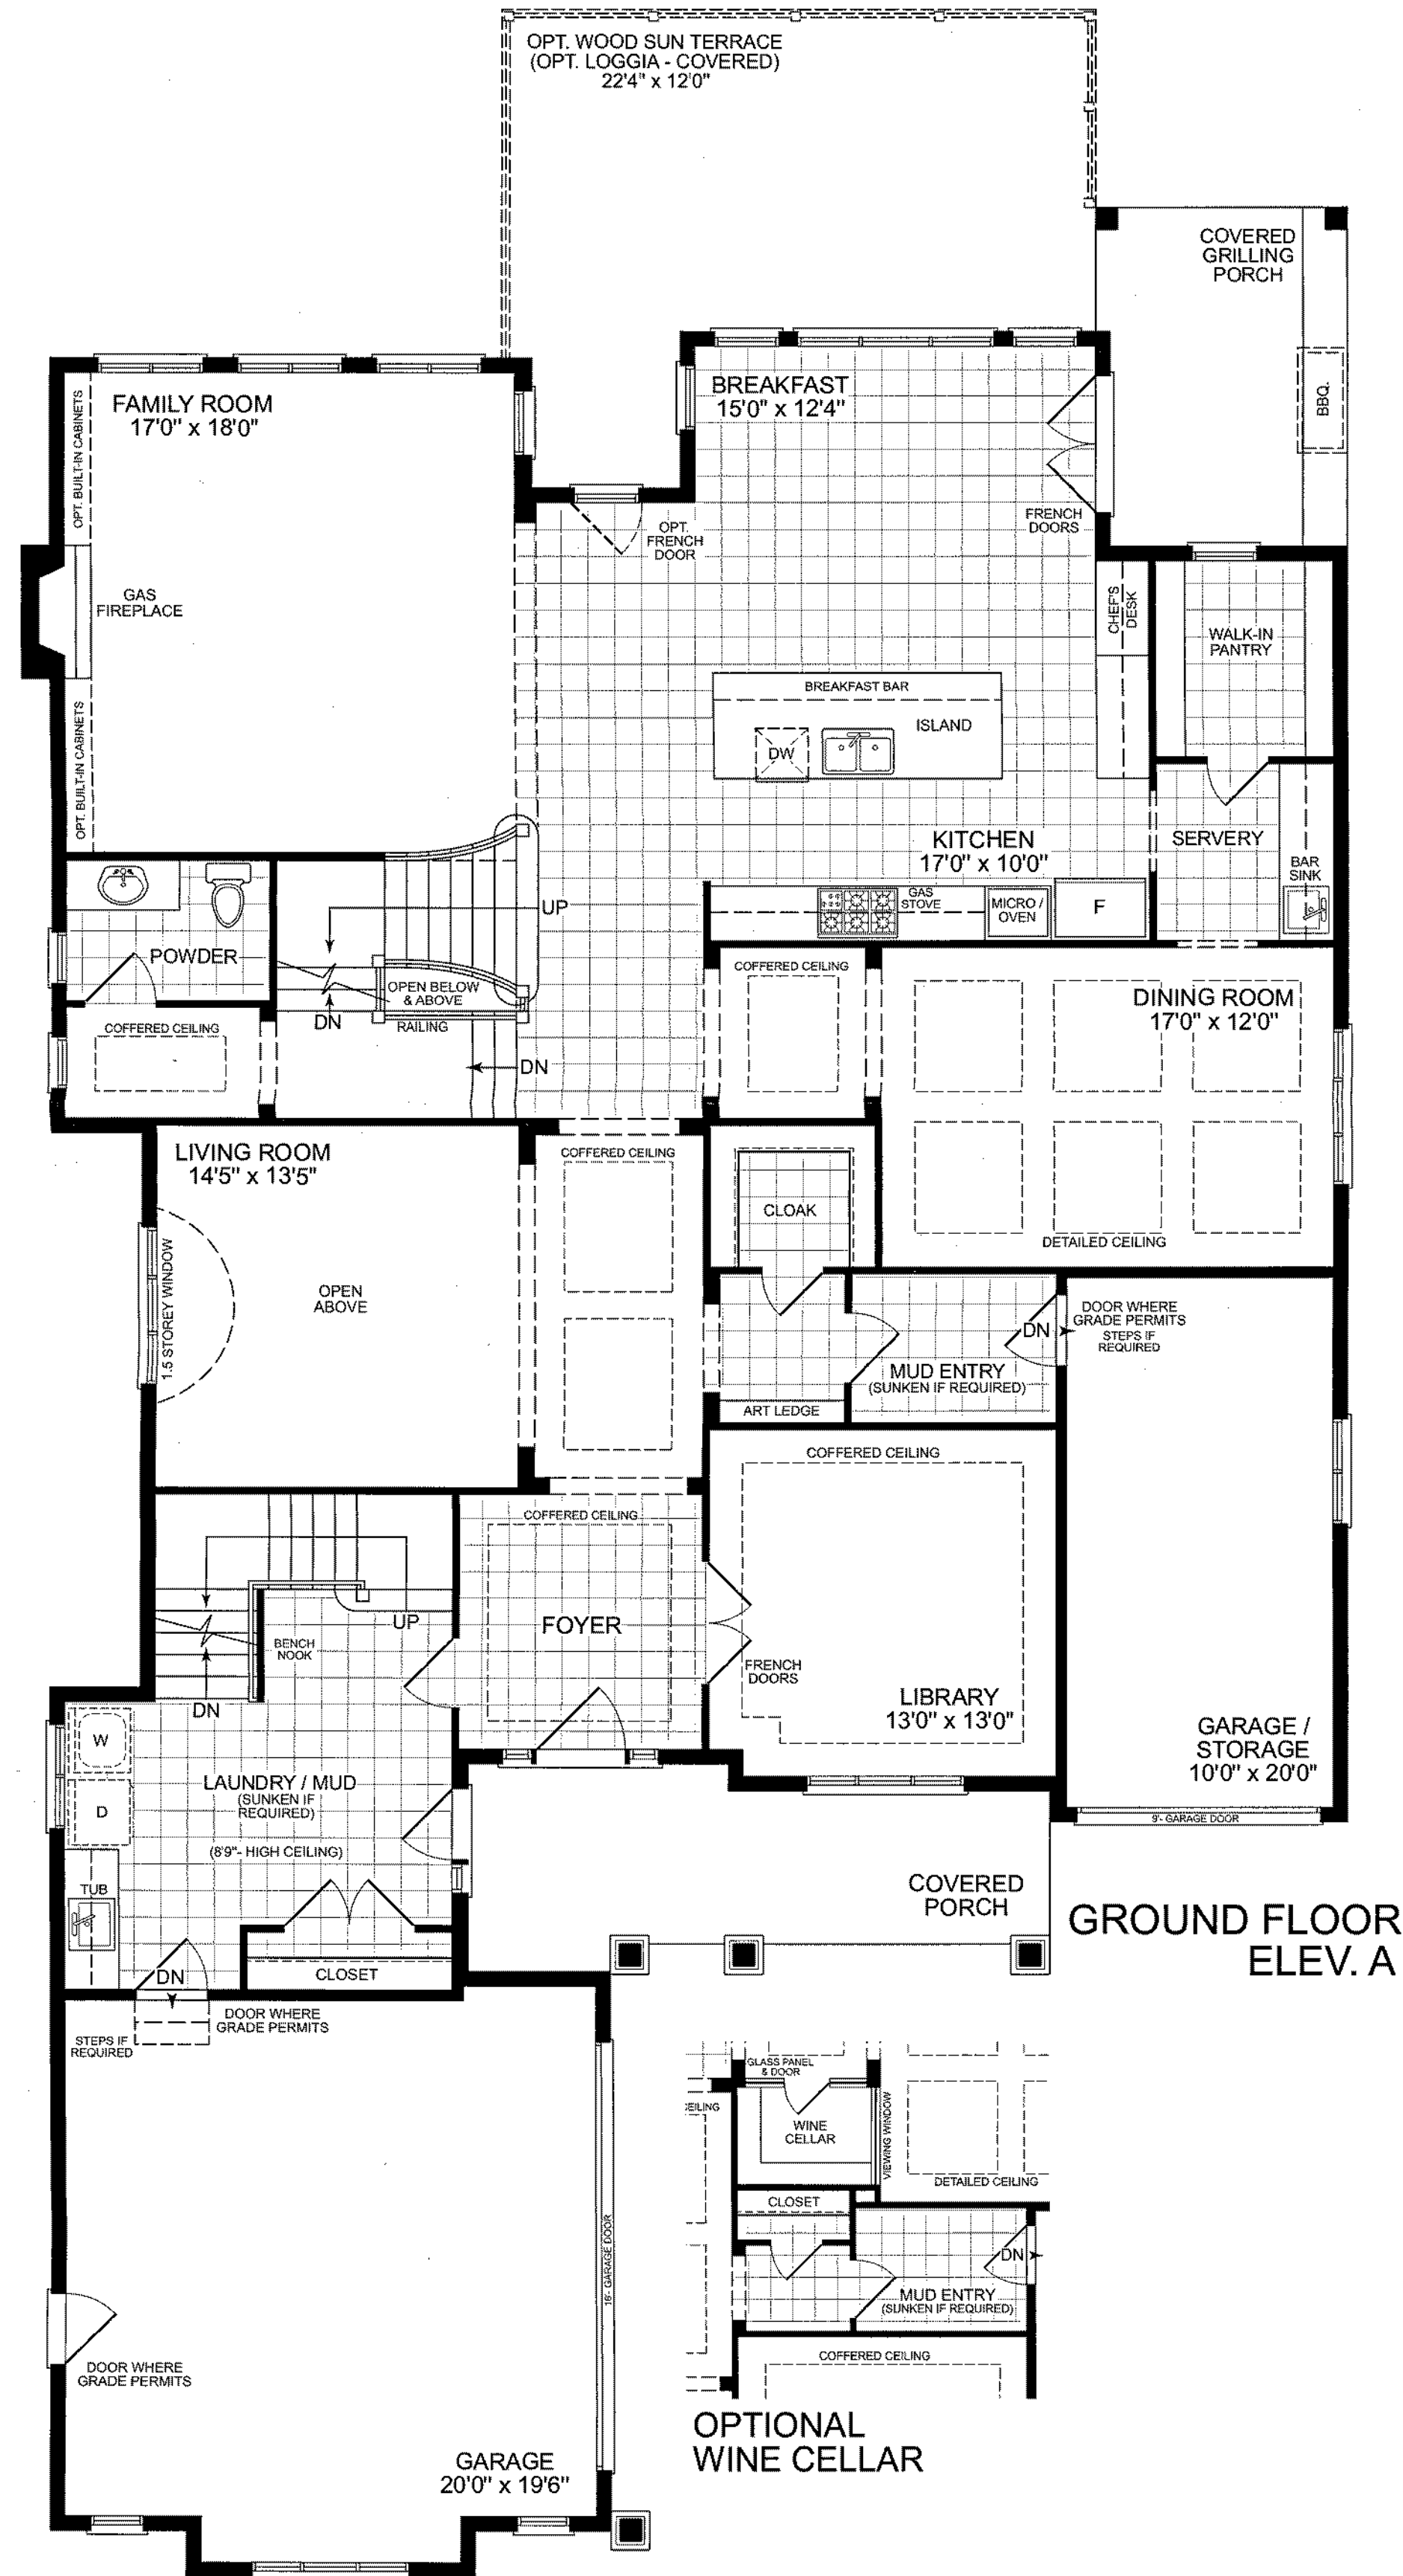 OPT. WOOD SUN TERRACE
(OPT. LOGGIA - COVERED)
22'4" x 12'0"
COVERED
GRILLING
PORCH
BBQ.
FAMILY ROOM
17'0" x 18'0"
OPT. BUILT-IN CABINETS
GAS
FIREPLACE
OPT. BUILT-IN CABINETS
BREAKFAST
15'0" x 12'4"
OPT.
FRENCH
DOOR
FRENCH
DOORS
CHEF'S
DESK
WALK-IN
PANTRY
BREAKFAST BAR
ISLAND
DW
KITCHEN
17'0" x 10'0"
SERVERY
BAR
SINK
GAS
STOVE
MICRO /
OVEN
F
POWDER
UP
OPEN BELOW
& ABOVE
RAILING
DN
DN
COFFERED CEILING
COFFERED CEILING
DINING ROOM
17'0" x 12'0"
DETAILED CEILING
LIVING ROOM
14'5" x 13'5"
1.5 STOREY WINDOW
OPEN
ABOVE
COFFERED CEILING
CLOAK
DN
DOOR WHERE
GRADE PERMITS
STEPS IF
REQUIRED
MUD ENTRY
(SUNKEN IF REQUIRED)
ART LEDGE
COFFERED CEILING
COFFERED CEILING
FOYER
FRENCH
DOORS
LIBRARY
13'0" x 13'0"
GARAGE /
STORAGE
10'0" x 20'0"
9'- GARAGE DOOR
UP
BENCH
NOOK
DN
W
D
LAUNDRY / MUD
(SUNKEN IF
REQUIRED)
(8'9"- HIGH CEILING)
TUB
DN
CLOSET
COVERED
PORCH
GROUND FLOOR
ELEV. A
DOOR WHERE
GRADE PERMITS
STEPS IF
REQUIRED
16'- GARAGE DOOR
DOOR WHERE
GRADE PERMITS
GARAGE
20'0" x 19'6"
GLASS PANEL
& DOOR
EILING
WINE
CELLAR
VIEWING WINDOW
DETAILED CEILING
CLOSET
DN
MUD ENTRY
(SUNKEN IF REQUIRED)
COFFERED CEILING
OPTIONAL
WINE CELLAR